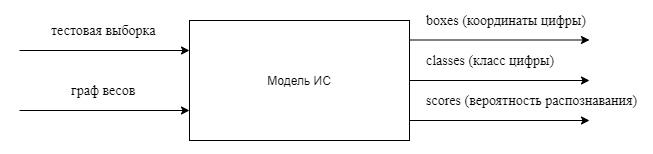 тестовая выборка
граф весов
Модель ИС
boxes (координаты цифры)
classes (класс цифры)
scores (вероятность распознавания)